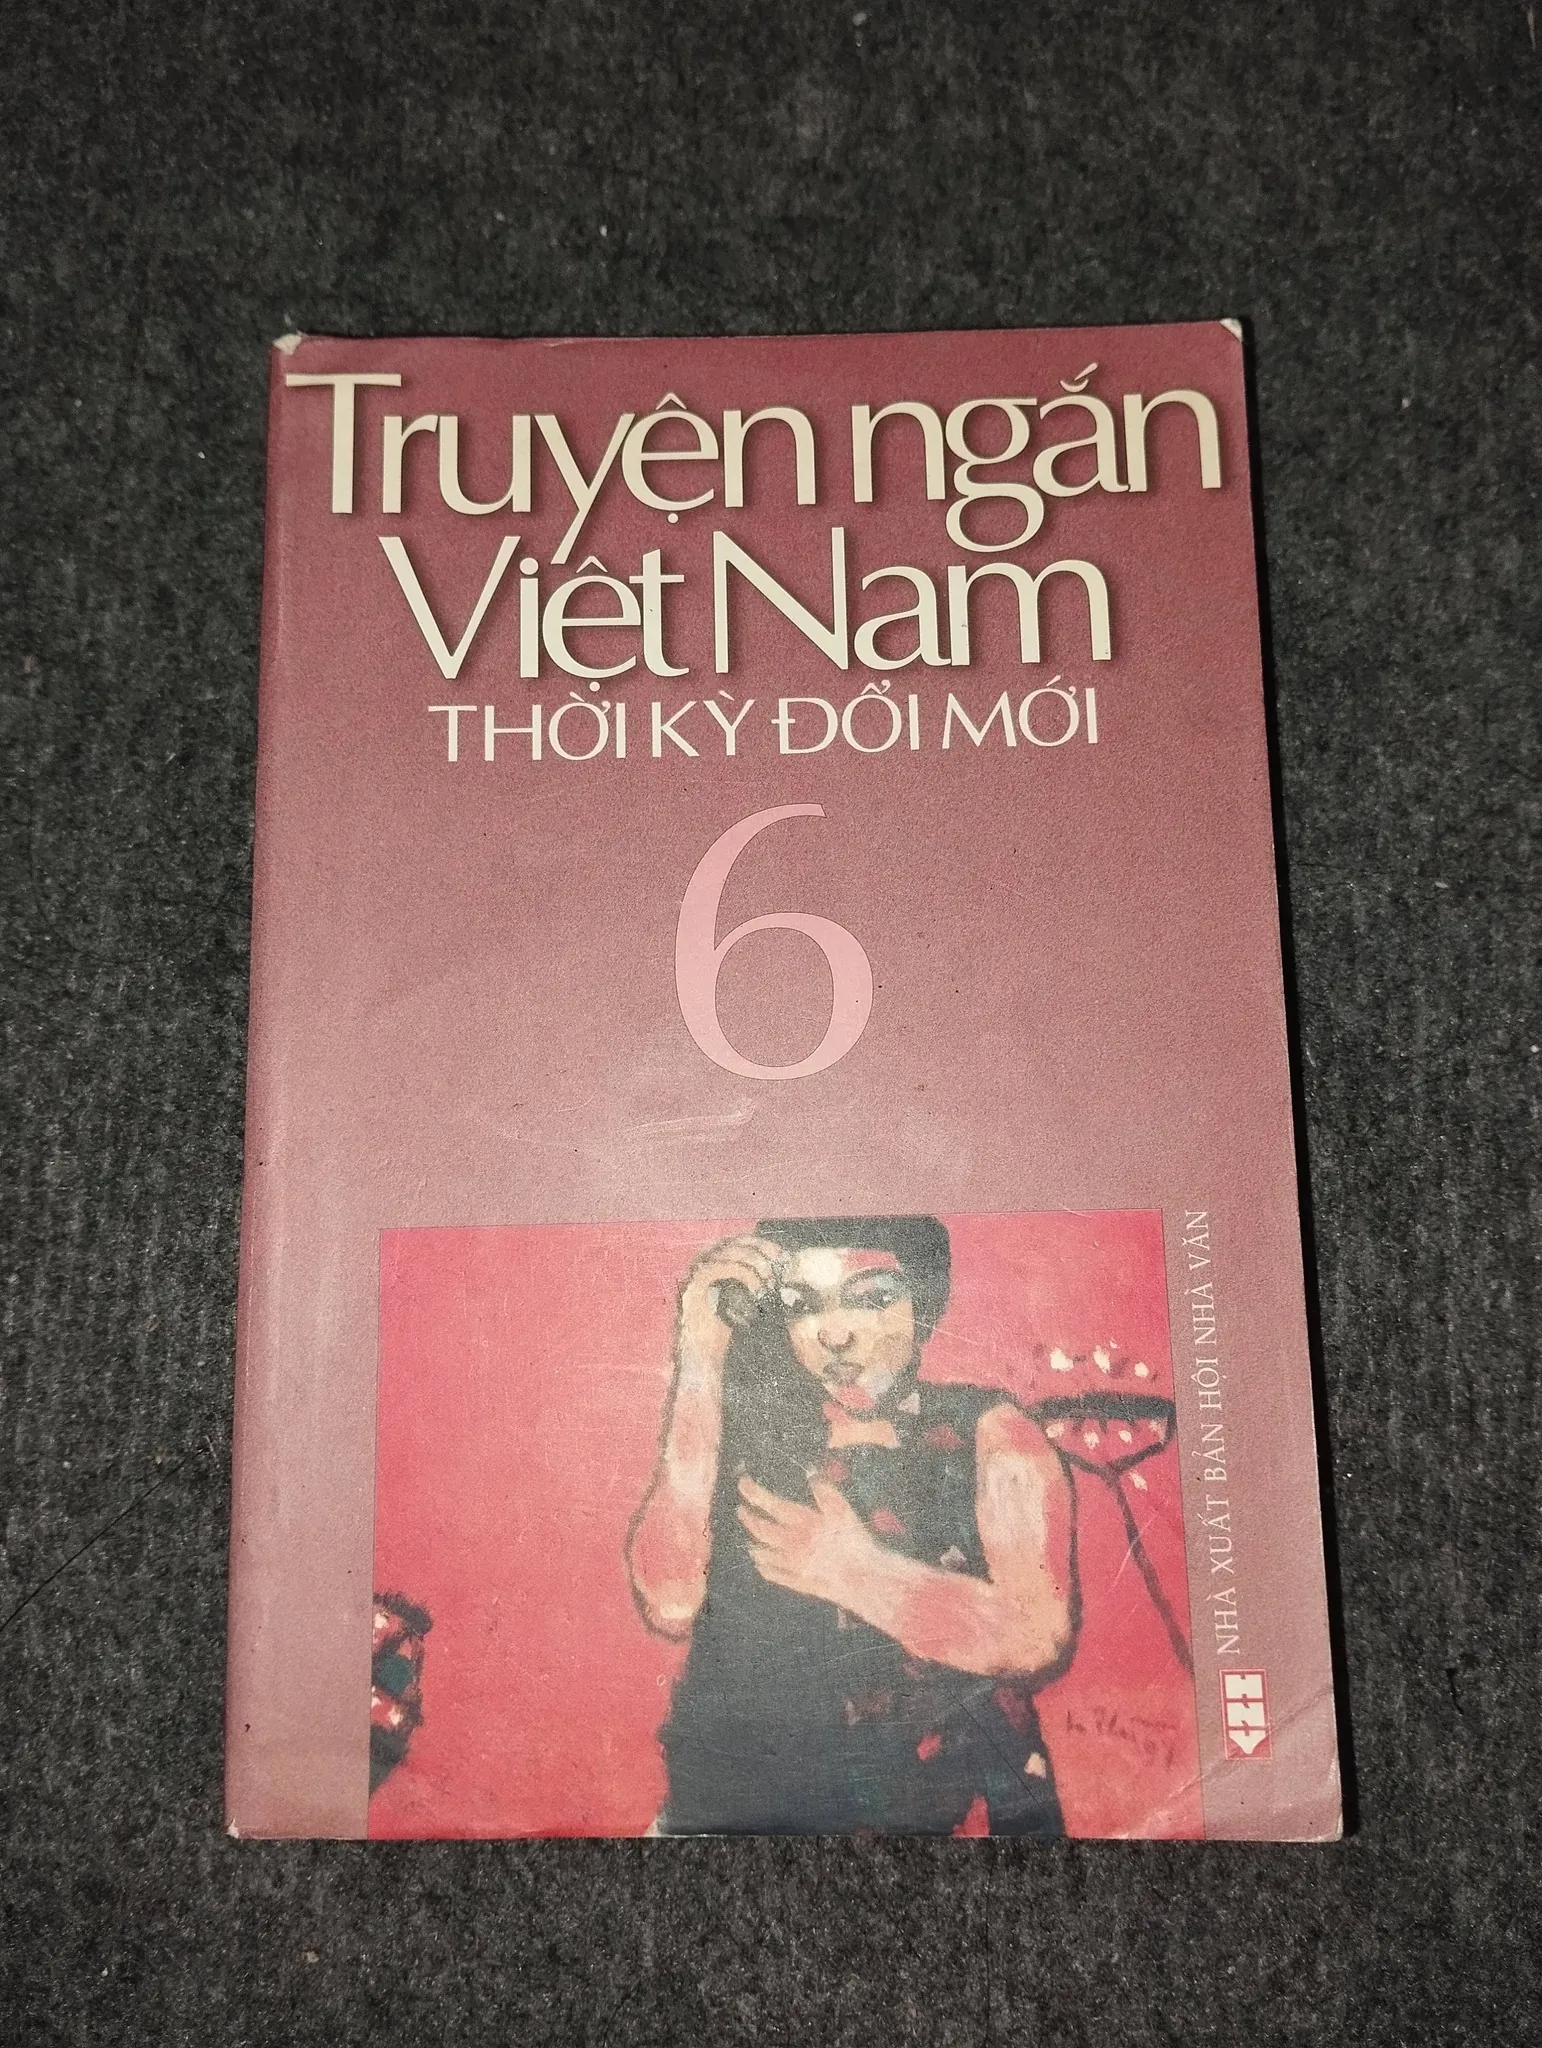 Truyện ngắn
Việt Nam
THỜI KỲ ĐỔI MỚI
6
NHÀ XUẤT BẢN HỘI NHÀ VĂN